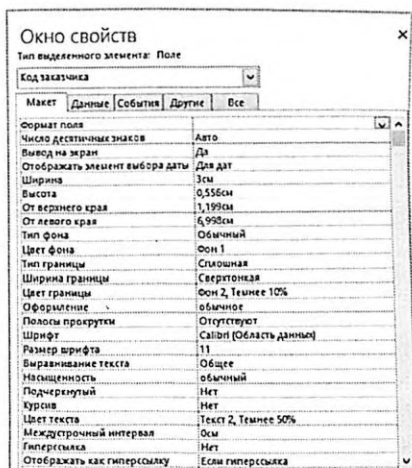 Окно свойств
Тип выделенного элемента: Поле
Код заказчика
Макет Данные События Другие Все
Формат поля
Число десятичных знаков Авто
Вывод на экран Да
Отображать элемент выбора даты Для дат
Ширина 3см
Высота 0,556см
От верхнего края 1,199см
От левого края 6,998см
Тип фона Обычный
Цвет фона Фон 1
Тип границы Сплошная
Ширина границы Сверхтонкая
Цвет границы Фон 2, Темнее 10%
Оформление обычное
Полосы прокрутки Отсутствуют
Шрифт Calibri (Область данных)
Размер шрифта 11
Выравнивание текста Общее
Насыщенность обычный
Подчеркнутый Нет
Курсив Нет
Цвет текста Текст 2, Темнее 50%
Междустрочный интервал 0см
Гиперссылка Нет
Отображать как гиперссылку Если гиперссылка